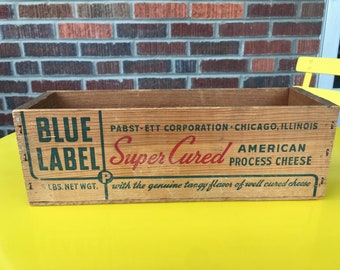 BLUE
LABEL
LBS. NET WGT.
PABST-ETT CORPORATION · CHICAGO, ILLINOIS
Super Cured
AMERICAN
PROCESS CHEESE
P
with the genuine tangy flavor of well cured cheese